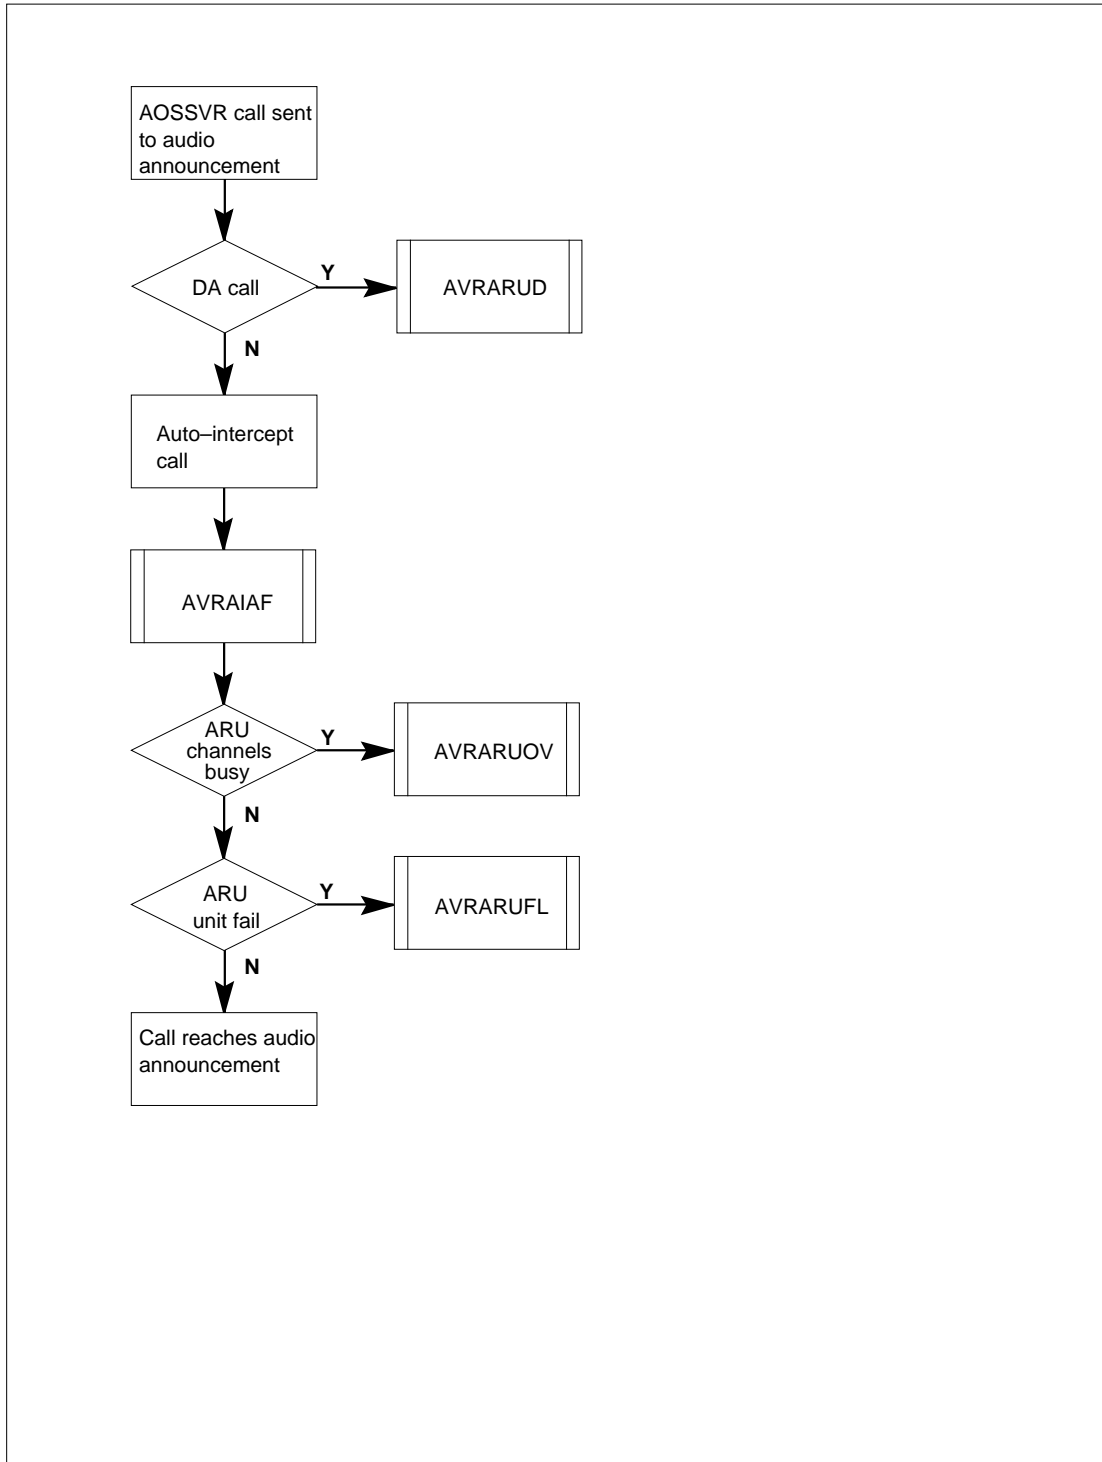 AOSSVR call sent
to audio
announcement
DA call
Y
AVRARUD
N
Auto–intercept
call
AVRAIAF
ARU
channels
busy
Y
AVRARUOV
N
ARU
unit fail
Y
AVRARUFL
N
Call reaches audio
announcement